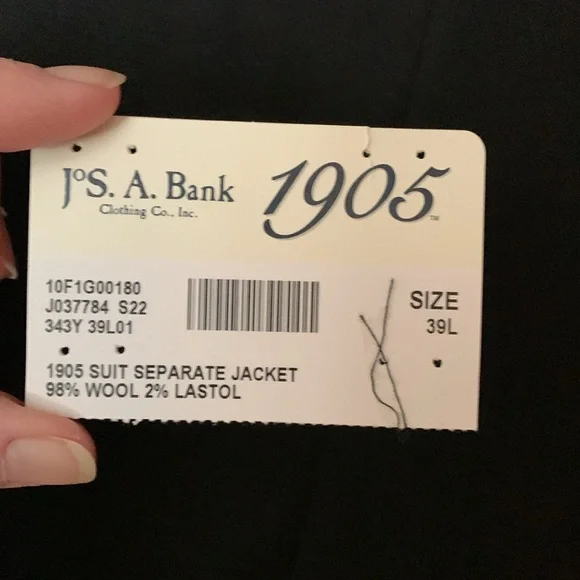 JoS. A. Bank
Clothing Co., Inc.
1905™
10F1G00180
J037784 S22
343Y 39L01
SIZE
39L
1905 SUIT SEPARATE JACKET
98% WOOL 2% LASTOL